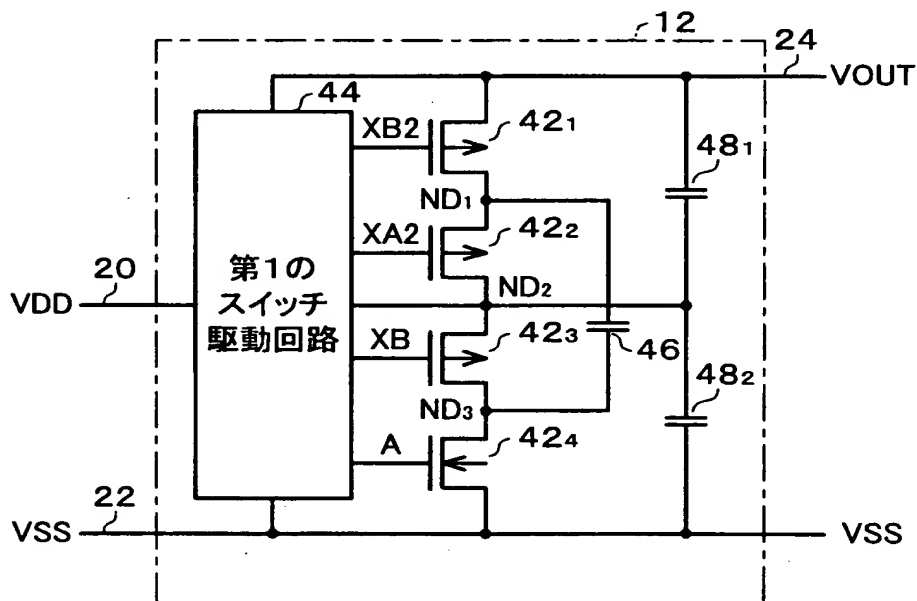 12
24
VOUT
44
XB2
42₁
48₁
ND₁
XA2
42₂
20
第1の
スイッチ
駆動回路
ND₂
VDD
XB
42₃
46
48₂
ND₃
A
42₄
22
VSS
VSS